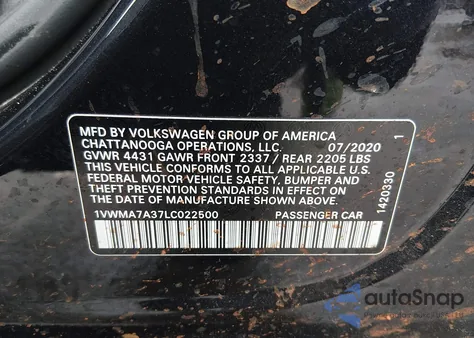 MFD BY VOLKSWAGEN GROUP OF AMERICA
CHATTANOOGA OPERATIONS, LLC. 07/2020 1
GVWR 4431 GAWR FRONT 2337 / REAR 2205 LBS
THIS VEHICLE CONFORMS TO ALL APPLICABLE
FEDERAL MOTOR VEHICLE SAFETY, BUMPER, AND
THEFT PREVENTION STANDARDS IN EFFECT ON
THE DATE OF MANUFACTURE SHOWN ABOVE.
1VWMA7A37LC022500 PASSENGER CAR
1420330
autoSnap